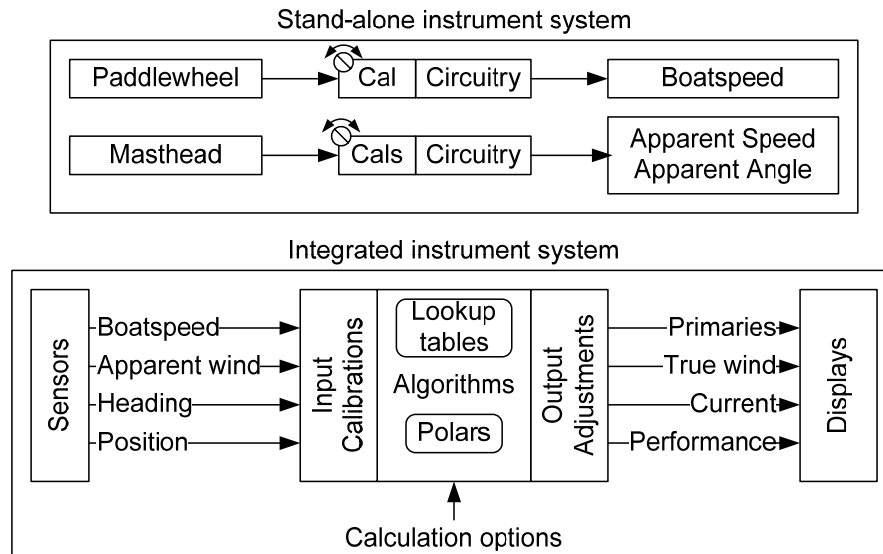 Stand-alone instrument system
Paddlewheel
Cal
Circuitry
Boatspeed
Masthead
Cals
Circuitry
Apparent Speed
Apparent Angle
Integrated instrument system
Sensors
Boatspeed
Apparent wind
Heading
Position
Input
Calibrations
Lookup
tables
Algorithms
Polars
Output
Adjustments
Primaries
True wind
Current
Performance
Displays
Calculation options